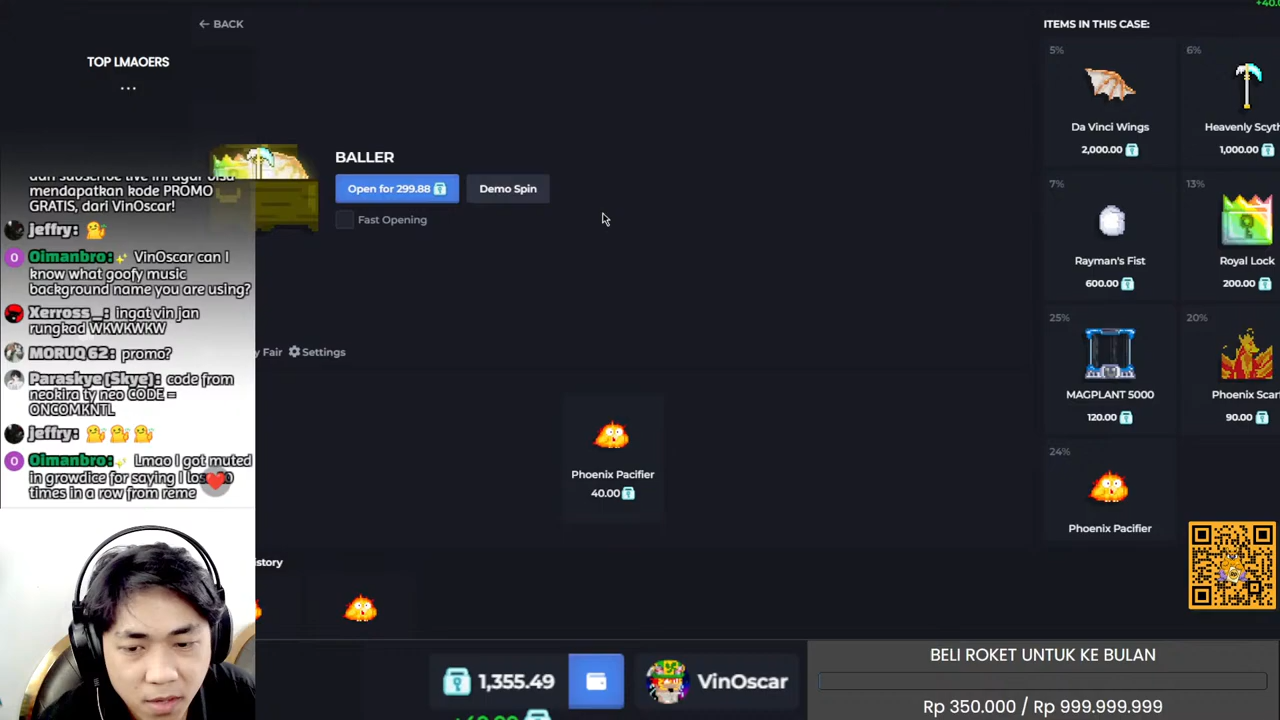 +40.0
← BACK
ITEMS IN THIS CASE:
TOP LMAOERS
...
BALLER
Open for 299.88
Demo Spin
Fast Opening
mendapatkan kode PROMO
GRATIS, dari VinOscar!
jeffry:
O Oimanbro: VinOscar can I
know what goofy music
background name you are using?
Xerross_: ingat vin jan
rungkad WKWKWKW
MORUQ62: promo?
Paraskye(Skye): code from
neokira ty neo CODE =
ONCOMKNTL
jeffry:
O Oimanbro: Lmao I got muted
in growdice for saying I
times in a row from reme
y Fair Settings
Phoenix Pacifier
40.00
istory
5%
Da Vinci Wings
2,000.00
6%
Heavenly Scyth
1,000.00
7%
Rayman's Fist
600.00
13%
Royal Lock
200.00
25%
MAGPLANT 5000
120.00
20%
Phoenix Scar
90.00
24%
Phoenix Pacifier
1,355.49
VinOscar
BELI ROKET UNTUK KE BULAN
Rp 350.000 / Rp 999.999.999